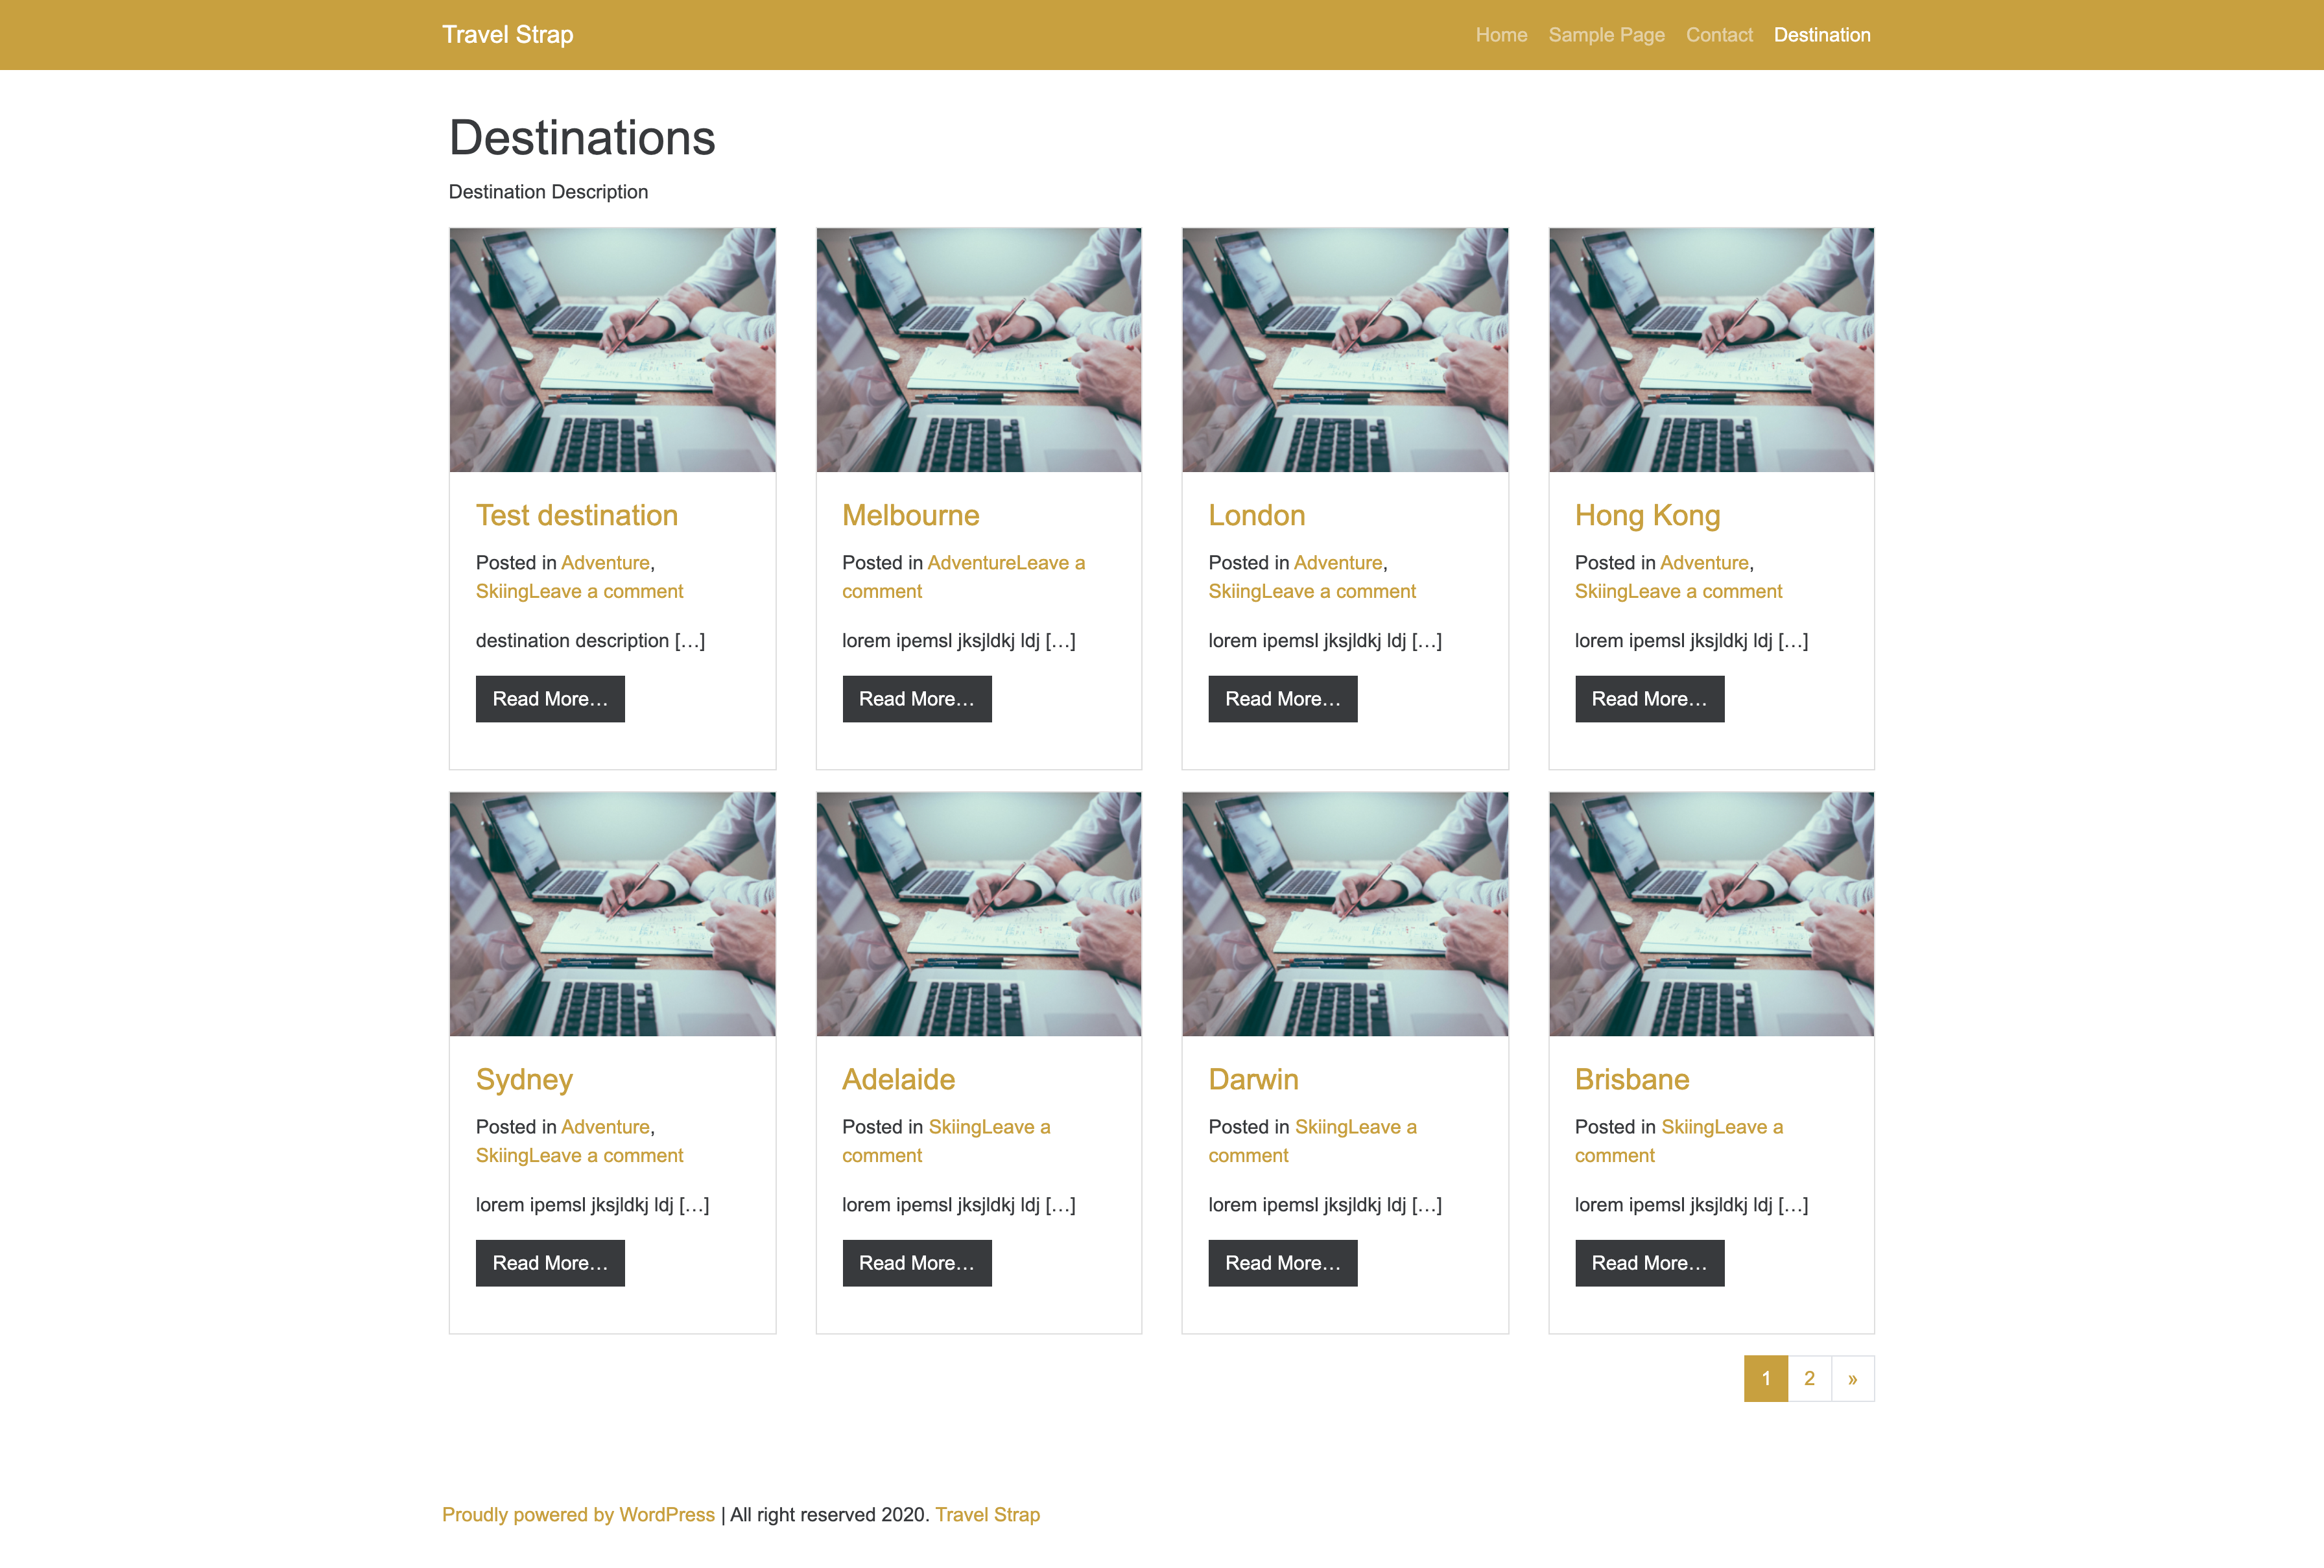 Travel Strap
Home Sample Page Contact Destination
Destinations
Destination Description
Test destination
Posted in Adventure,
SkiingLeave a comment
destination description […]
Read More…
Melbourne
Posted in AdventureLeave a
comment
lorem ipemsl jksjldkj ldj […]
Read More…
London
Posted in Adventure,
SkiingLeave a comment
lorem ipemsl jksjldkj ldj […]
Read More…
Hong Kong
Posted in Adventure,
SkiingLeave a comment
lorem ipemsl jksjldkj ldj […]
Read More…
Sydney
Posted in Adventure,
SkiingLeave a comment
lorem ipemsl jksjldkj ldj […]
Read More…
Adelaide
Posted in SkiingLeave a
comment
lorem ipemsl jksjldkj ldj […]
Read More…
Darwin
Posted in SkiingLeave a
comment
lorem ipemsl jksjldkj ldj […]
Read More…
Brisbane
Posted in SkiingLeave a
comment
lorem ipemsl jksjldkj ldj […]
Read More…
1 2 »
Proudly powered by WordPress | All right reserved 2020. Travel Strap